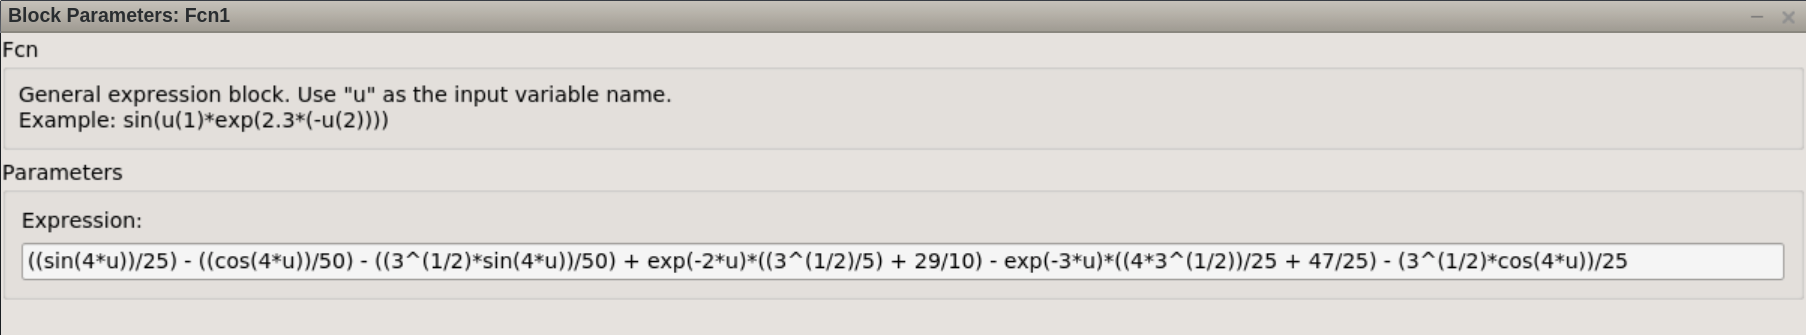 Block Parameters: Fcn1
Fcn
General expression block. Use "u" as the input variable name.
Example: sin(u(1)*exp(2.3*(-u(2))))
Parameters
Expression:
((sin(4*u))/25) - ((cos(4*u))/50) - ((3^(1/2)*sin(4*u))/50) + exp(-2*u)*((3^(1/2)/5) + 29/10) - exp(-3*u)*((4*3^(1/2))/25 + 47/25) - (3^(1/2)*cos(4*u))/25